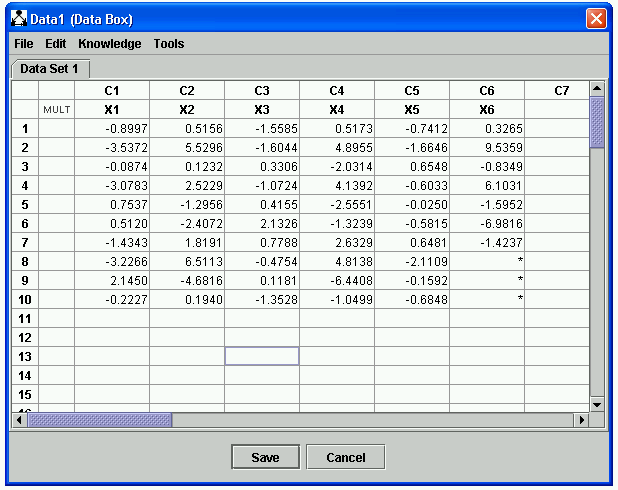 Data1 (Data Box)
File Edit Knowledge Tools
Data Set 1
C1 C2 C3 C4 C5 C6 C7
MULT X1 X2 X3 X4 X5 X6
1 -0.8997 0.5156 -1.5585 0.5173 -0.7412 0.3265
2 -3.5372 5.5296 -1.6044 4.8955 -1.6646 9.5359
3 -0.0874 0.1232 0.3306 -2.0314 0.6548 -0.8349
4 -3.0783 2.5229 -1.0724 4.1392 -0.6033 6.1031
5 0.7537 -1.2956 0.4155 -2.5551 -0.0250 -1.5952
6 0.5120 -2.4072 2.1326 -1.3239 -0.5815 -6.9816
7 -1.4343 1.8191 0.7788 2.6329 0.6481 -1.4237
8 -3.2266 6.5113 -0.4754 4.8138 -2.1109 *
9 2.1450 -4.6816 0.1181 -6.4408 -0.1592 *
10 -0.2227 0.1940 -1.3528 -1.0499 -0.6848 *
11
12
13
14
15
Save Cancel